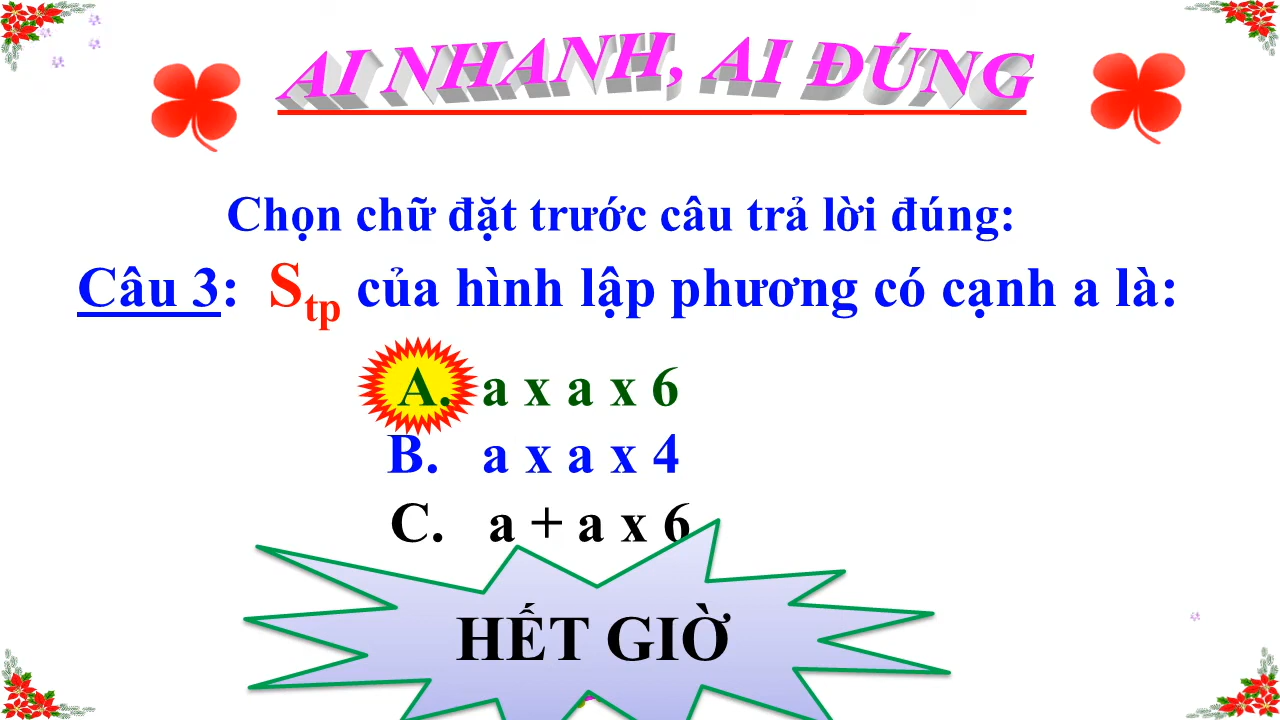 AI NHANH, AI ĐÚNG
Chọn chữ đặt trước câu trả lời đúng:
Câu 3: Stp của hình lập phương có cạnh a là:
A. a x a x 6
B. a x a x 4
C. a + a x 6
HẾT GIỜ